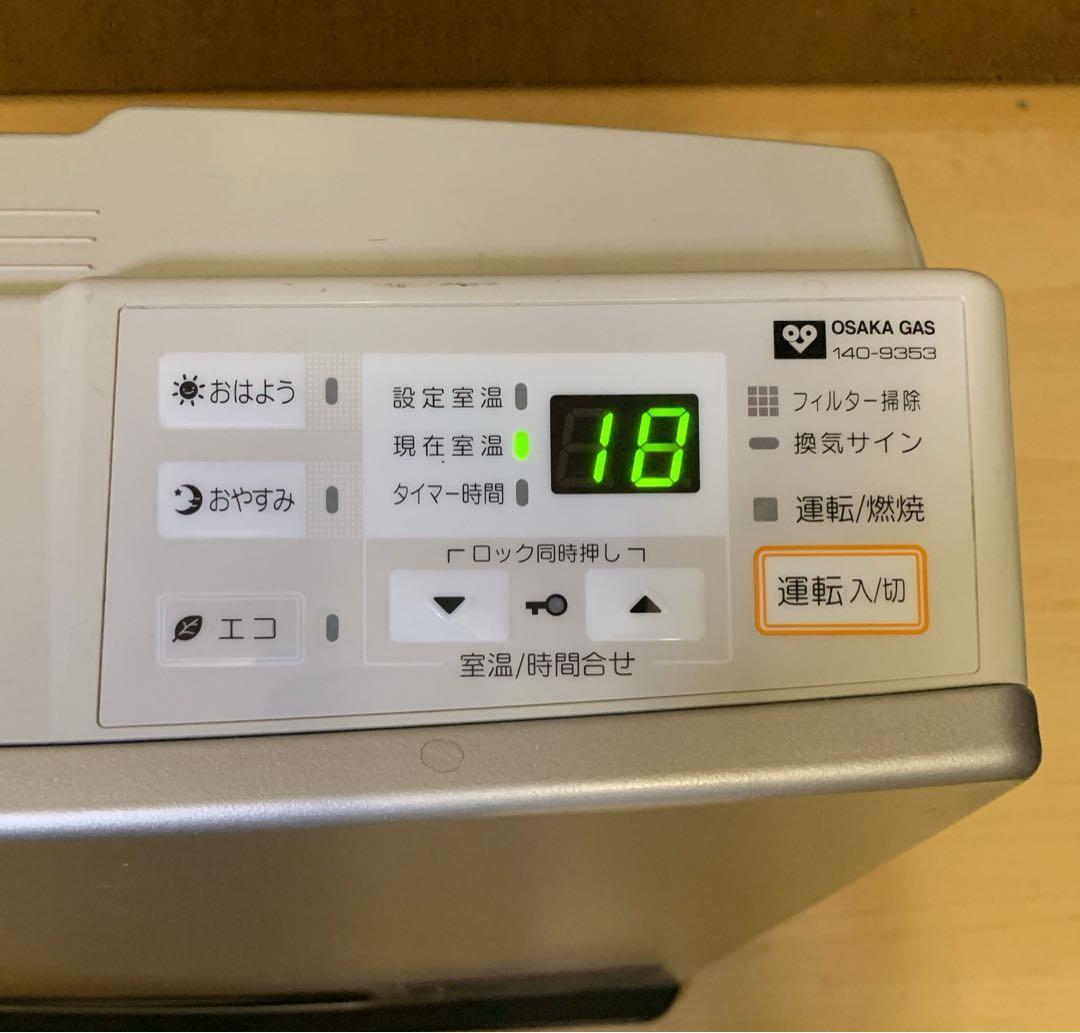 OSAKA GAS
140-9353
おはよう
おやすみ
エコ
設定室温
現在室温
タイマー時間
18
ロック同時押し
室温/時間合せ
フィルター掃除
換気サイン
運転/燃焼
運転 入/切